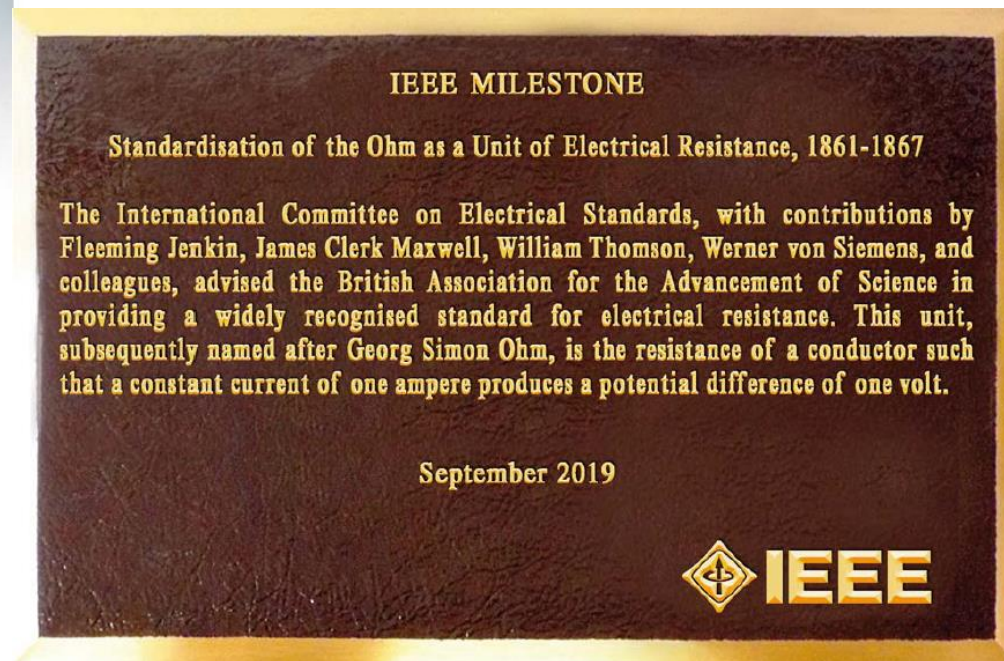 IEEE MILESTONE
Standardisation of the Ohm as a Unit of Electrical Resistance, 1861-1867
The International Committee on Electrical Standards, with contributions by
Fleeming Jenkin, James Clerk Maxwell, William Thomson, Werner von Siemens, and
colleagues, advised the British Association for the Advancement of Science in
providing a widely recognised standard for electrical resistance. This unit,
subsequently named after Georg Simon Ohm, is the resistance of a conductor such
that a constant current of one ampere produces a potential difference of one volt.
September 2019
IEEE